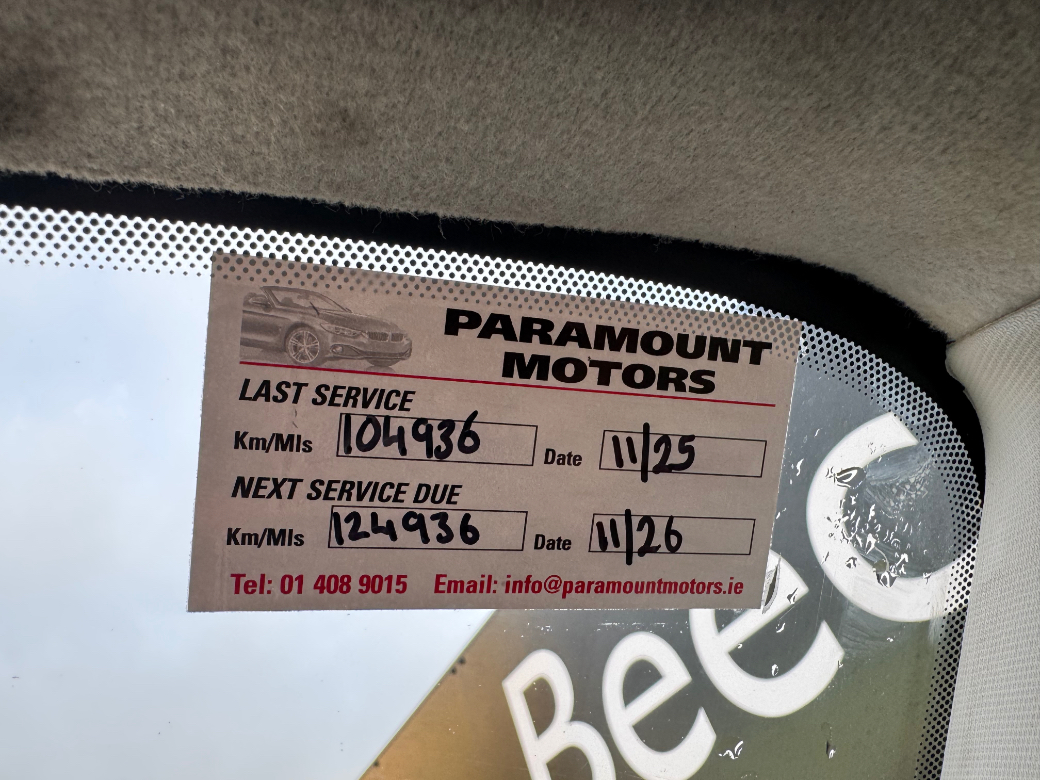 PARAMOUNT
MOTORS
LAST SERVICE
Km/Mls 104936 Date 11/25
NEXT SERVICE DUE
Km/Mls 124936 Date 11/26
Tel: 01 408 9015 Email: info@paramountmotors.ie